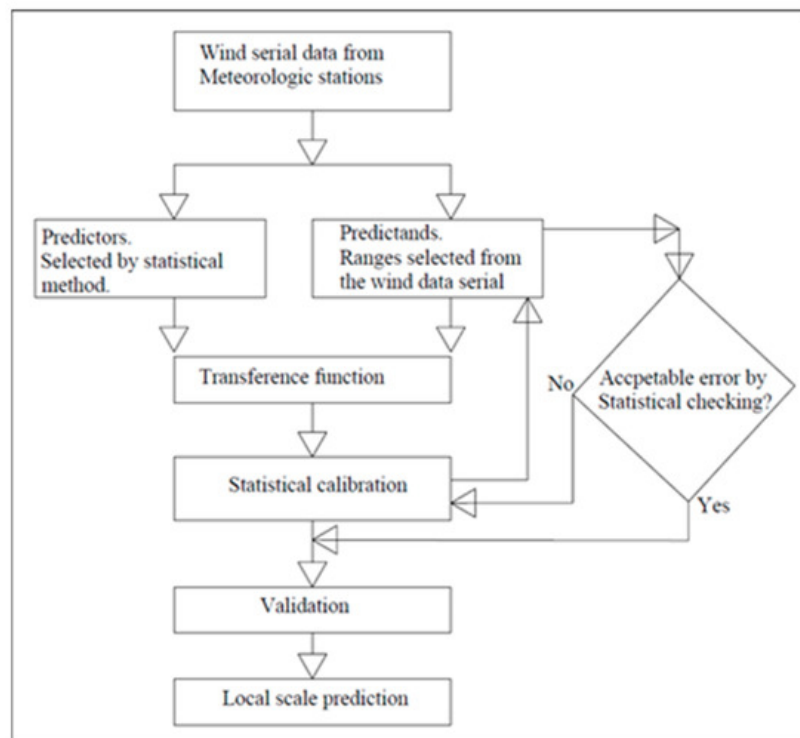 Wind serial data from
Meteorologic stations
Predictors.
Selected by statistical
method.
Predictands.
Ranges selected from
the wind data serial
Transference function
No
Accpetable error by
Statistical checking?
Statistical calibration
Yes
Validation
Local scale prediction